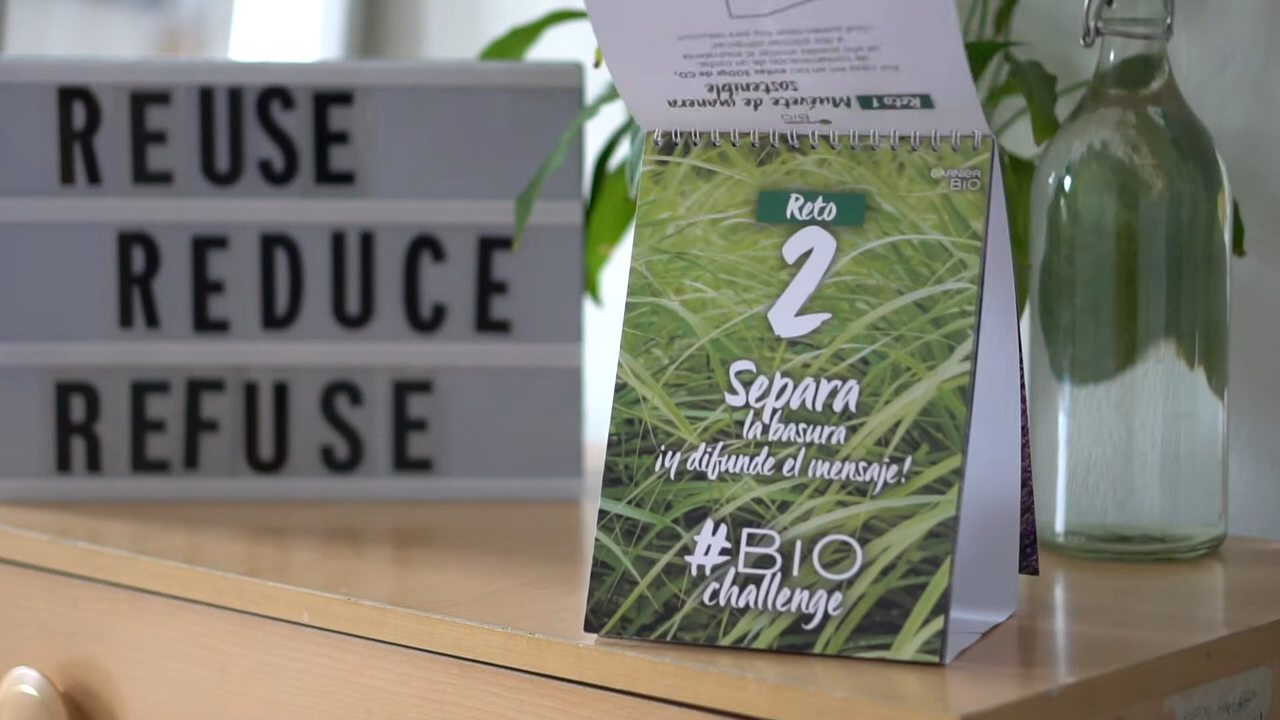 REUSE
REDUCE
REFUSE
Reto 1 Muévete de manera
sostenible
GARNIER
BIO
Reto
2
Separa
la basura
¡y difunde el mensaje!
#BIO
challenge